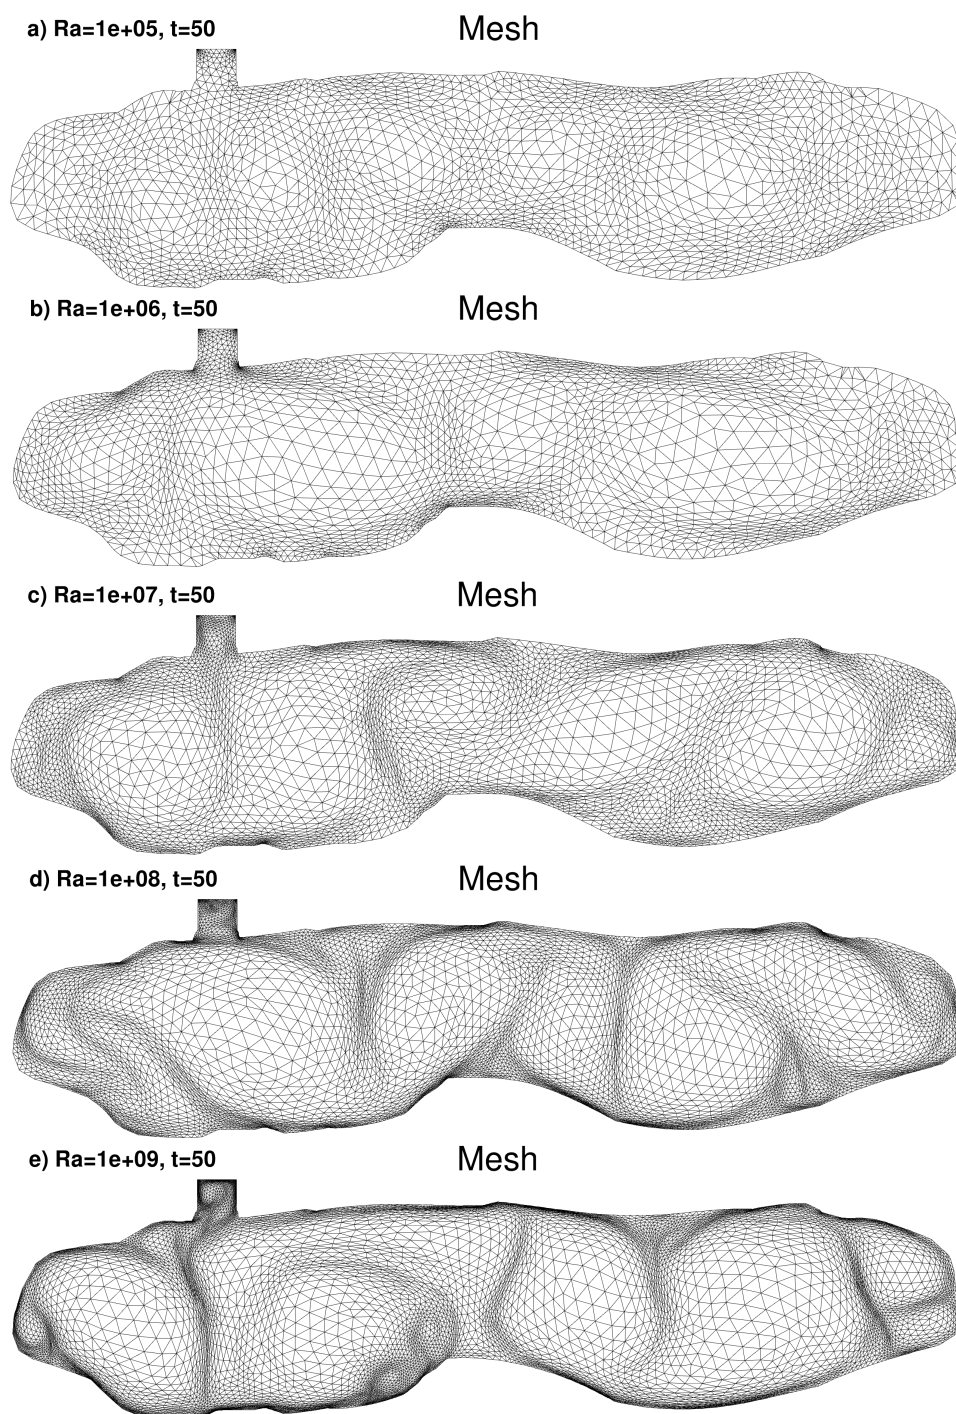 a) Ra=1e+05, t=50 Mesh
b) Ra=1e+06, t=50 Mesh
c) Ra=1e+07, t=50 Mesh
d) Ra=1e+08, t=50 Mesh
e) Ra=1e+09, t=50 Mesh